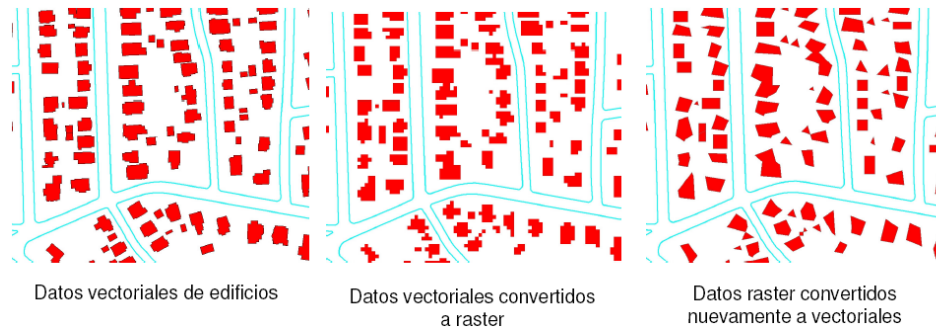 Datos vectoriales de edificios
Datos vectoriales convertidos
a raster
Datos raster convertidos
nuevamente a vectoriales